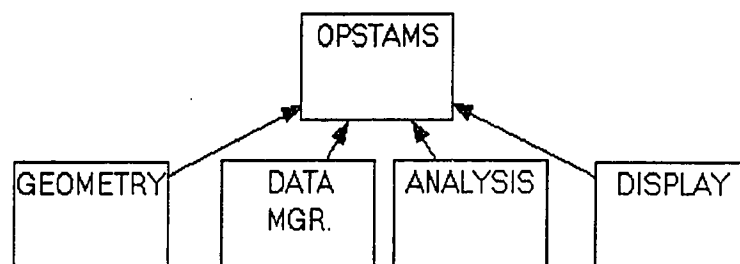 OPSTAMS
GEOMETRY
DATA
MGR.
ANALYSIS
DISPLAY